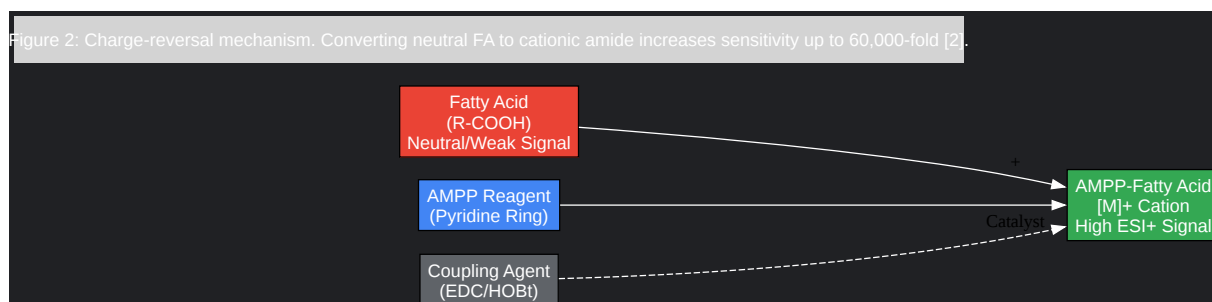 Figure 2: Charge-reversal mechanism. Converting neutral FA to cationic amide increases sensitivity up to 60,000-fold [2].
Fatty Acid
(R-COOH)
Neutral/Weak Signal
+
AMPP Reagent
(Pyridine Ring)
AMPP-Fatty Acid
[M]+ Cation
High ESI+ Signal
Catalyst
Coupling Agent
(EDC/HOBt)